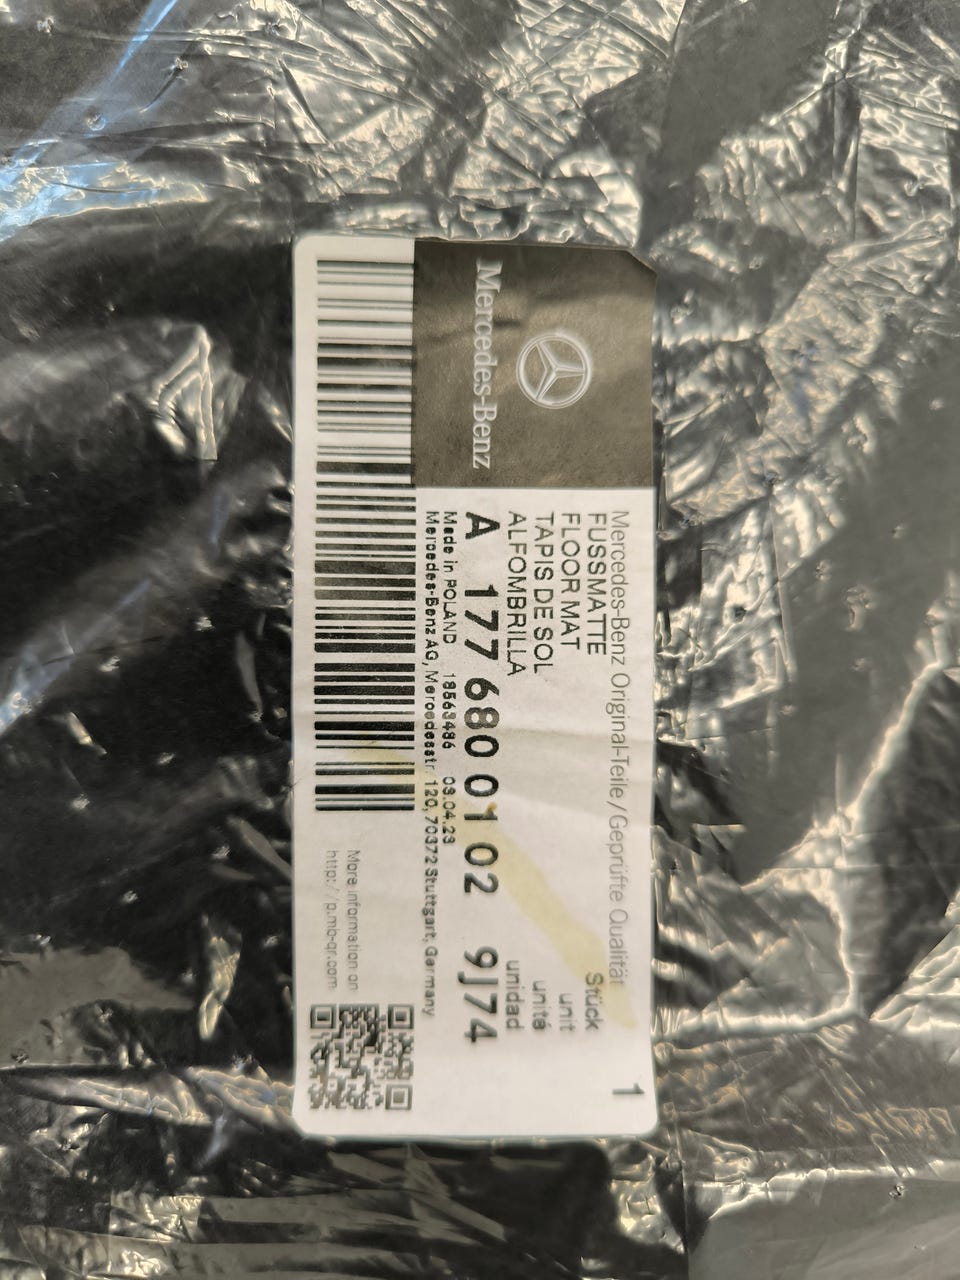 Mercedes-Benz
Mercedes-Benz Original-Teile/Geprüfte Qualität
FUSSMATTE Stück 1
FLOOR MAT unit
TAPIS DE SOL unité
ALFOMBRILLA unidad
A 177 680 01 02 9J74
Made in POLAND 18563486 03.04.23
Mercedes-Benz AG, Mercedesstr. 120, 70372 Stuttgart, Germany
More information on
http://p.mb-qr.com